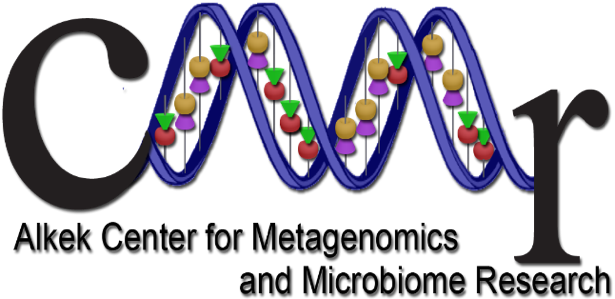 cmmr
Alkek Center for Metagenomics
and Microbiome Research